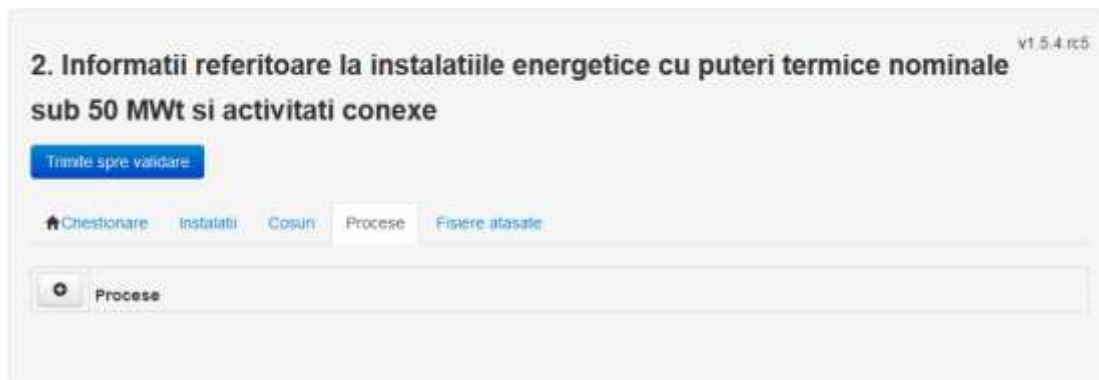 v1.5.4.rc5
2. Informatii referitoare la instalatiile energetice cu puteri termice nominale
sub 50 MWt si activitati conexe
Trimite spre validare
Chestionare Instalatii Cosuri Procese Fisiere atasate
Procese